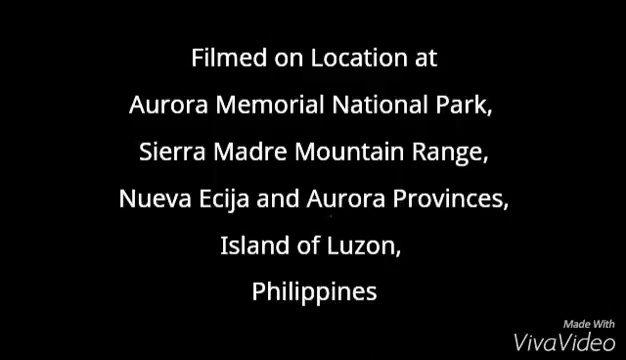 Filmed on Location at
Aurora Memorial National Park,
Sierra Madre Mountain Range,
Nueva Ecija and Aurora Provinces,
Island of Luzon,
Philippines
Made With
VivaVideo